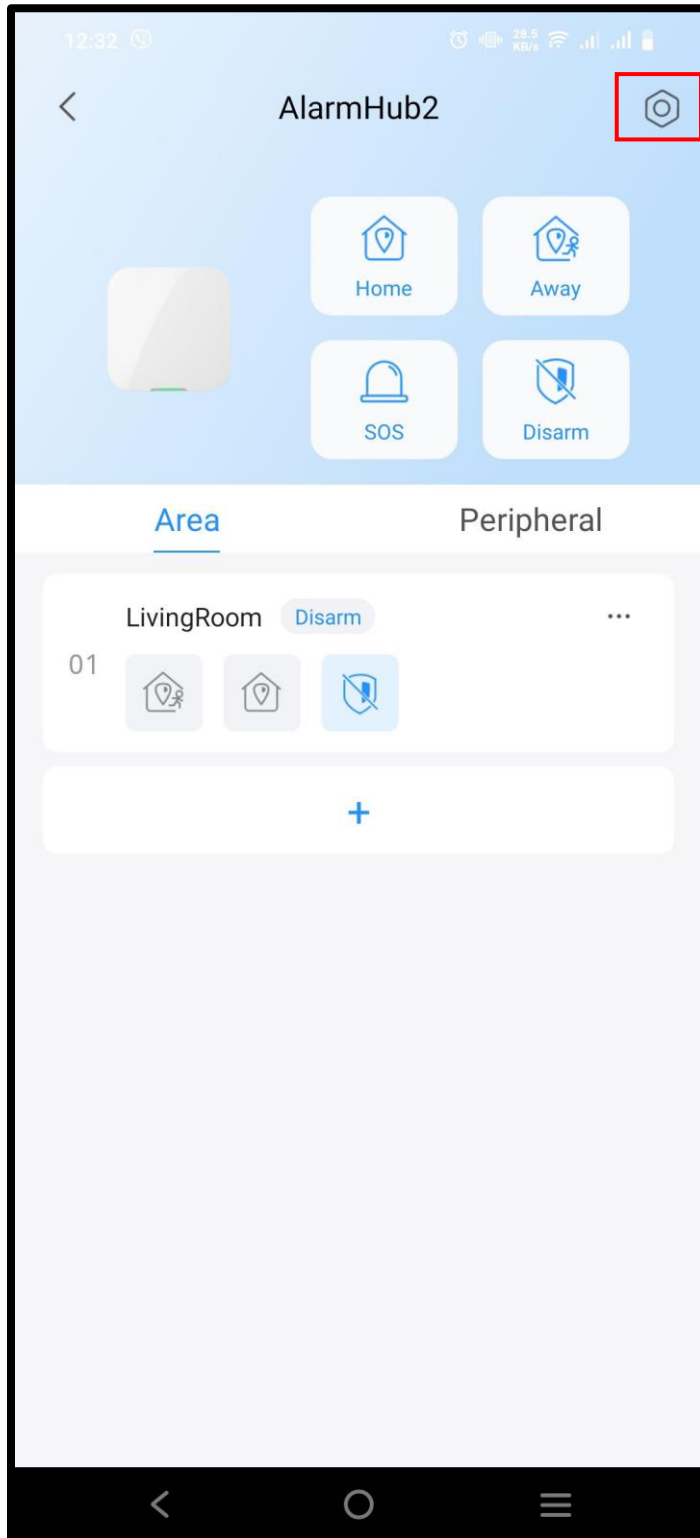 12:32
28.5
KB/s
AlarmHub2
Home
Away
SOS
Disarm
Area
Peripheral
LivingRoom
Disarm
01